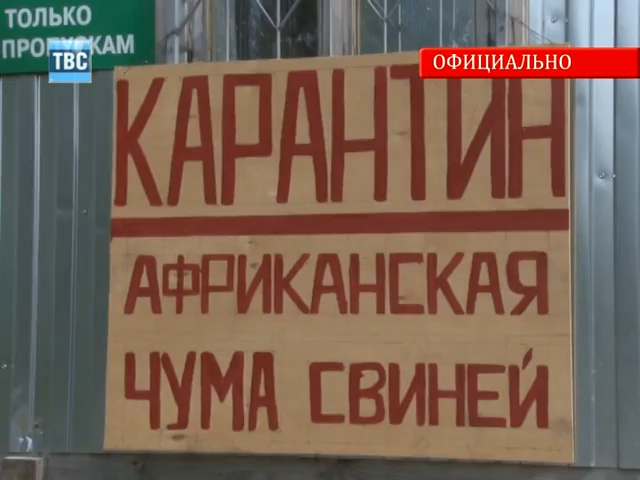 ТОЛЬКО
ПРОПУСКАМ
ТВС
ОФИЦИАЛЬНО
КАРАНТИН
АФРИКАНСКАЯ
ЧУМА СВИНЕЙ